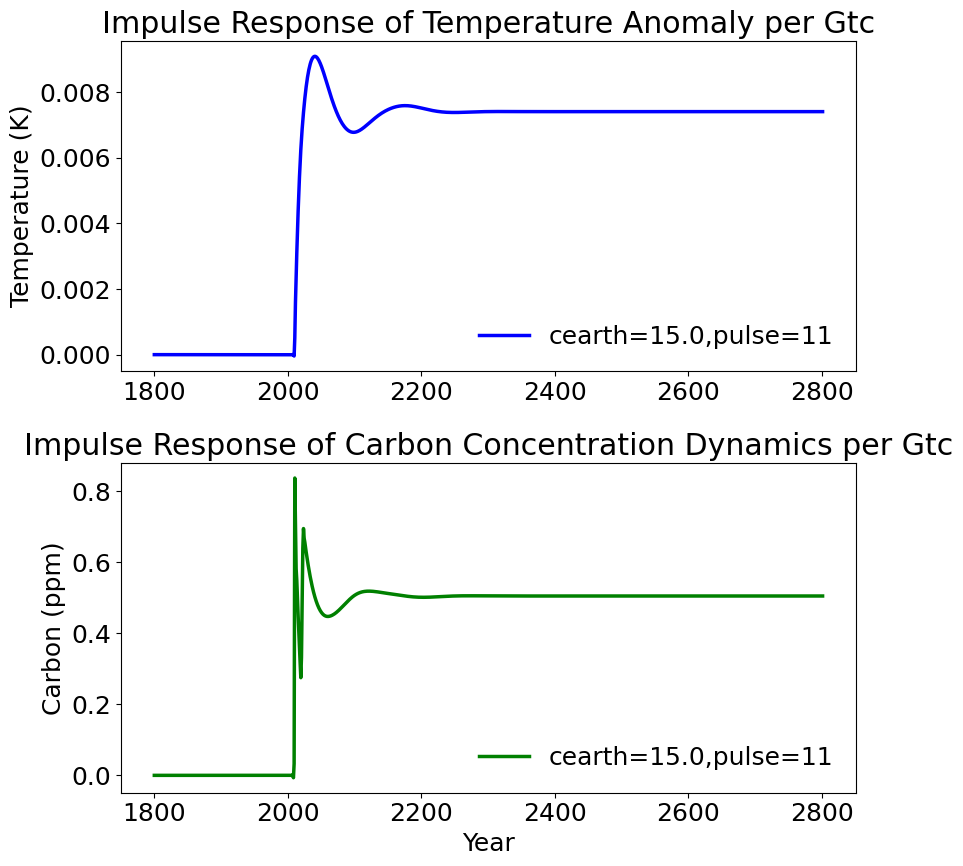 Impulse Response of Temperature Anomaly per Gtc
Temperature (K)
0.008
0.006
0.004
0.002
0.000
cearth=15.0,pulse=11
1800 2000 2200 2400 2600 2800
Impulse Response of Carbon Concentration Dynamics per Gtc
Carbon (ppm)
0.8
0.6
0.4
0.2
0.0
cearth=15.0,pulse=11
1800 2000 2200 2400 2600 2800
Year